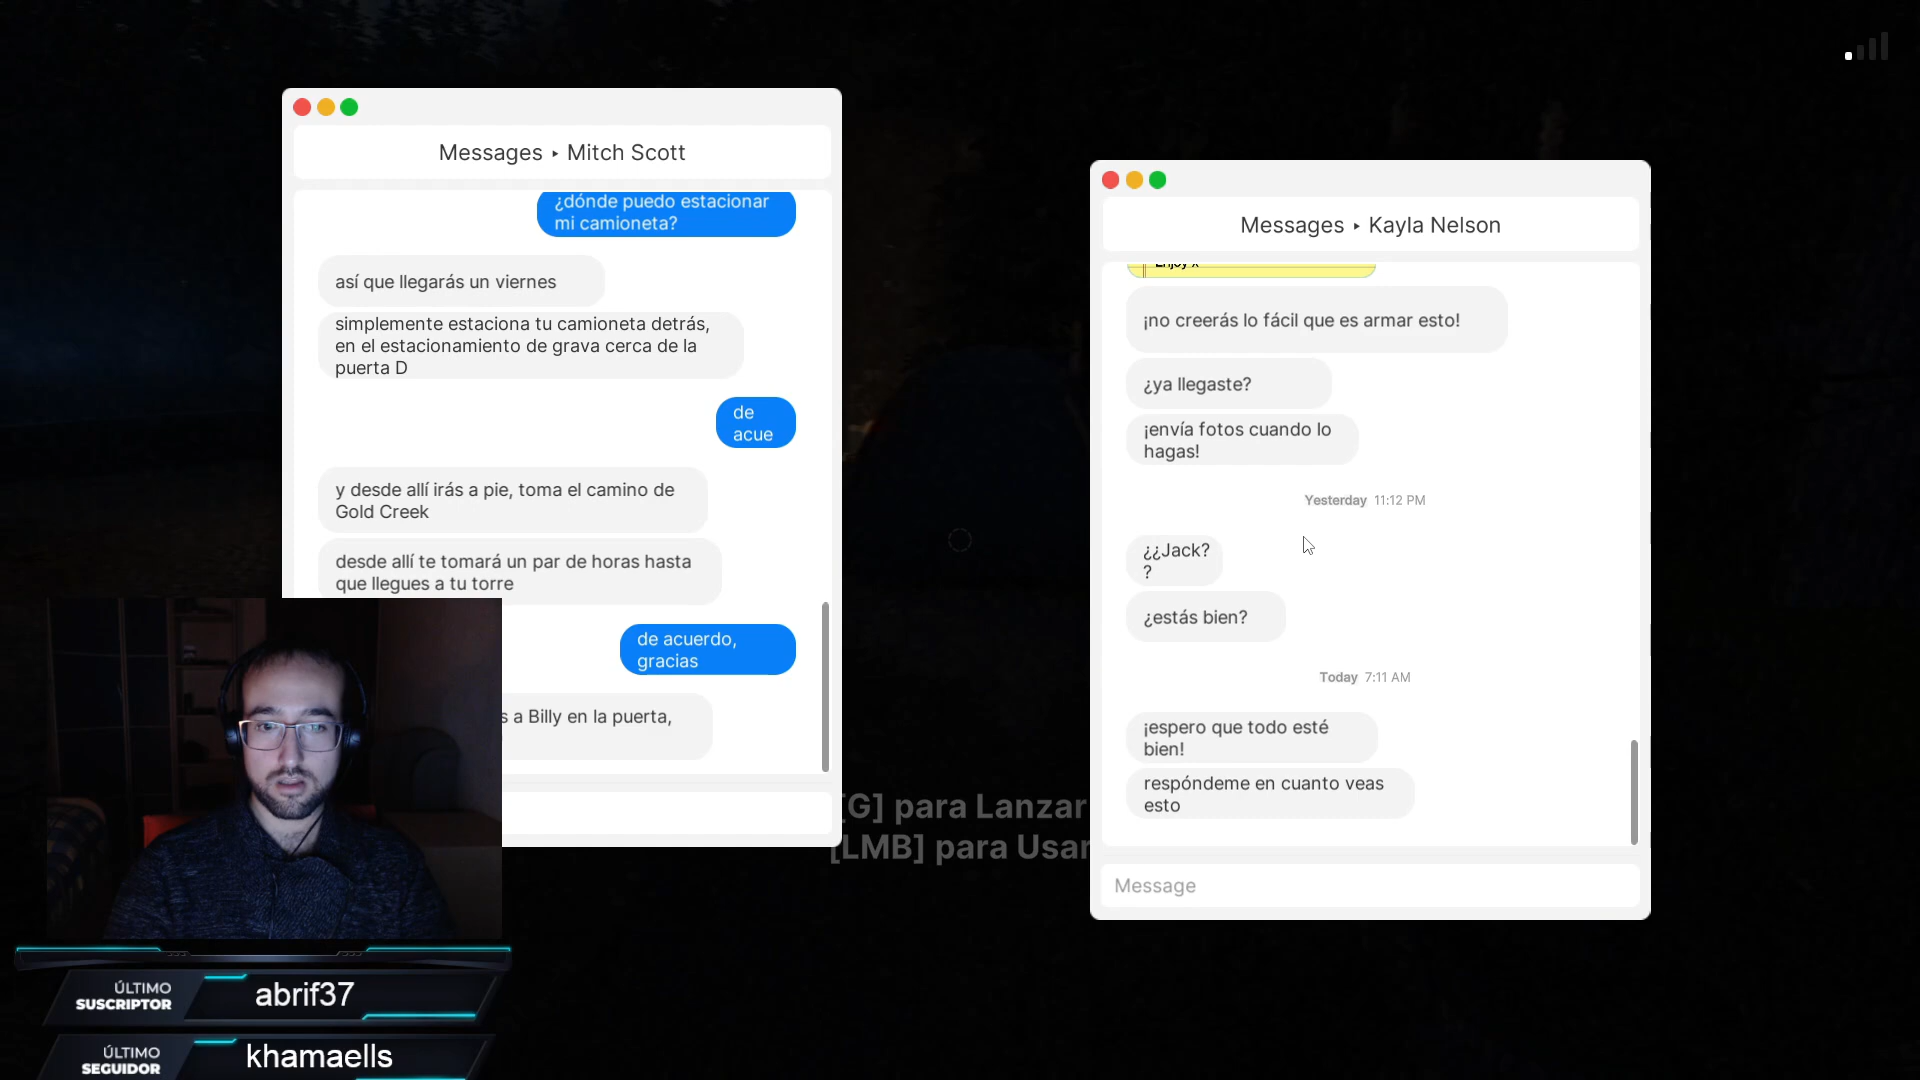 Messages ▸ Mitch Scott
¿dónde puedo estacionar
mi camioneta?
así que llegarás un viernes
simplemente estaciona tu camioneta detrás,
en el estacionamiento de grava cerca de la
puerta D
de
acue
y desde allí irás a pie, toma el camino de
Gold Creek
desde allí te tomará un par de horas hasta
que llegues a tu torre
de acuerdo,
gracias
s a Billy en la puerta,
Messages ▸ Kayla Nelson
Enjoy x
¡no creerás lo fácil que es armar esto!
¿ya llegaste?
¡envía fotos cuando lo
hagas!
Yesterday 11:12 PM
¿¿Jack?
?
¿estás bien?
Today 7:11 AM
¡espero que todo esté
bien!
respóndeme en cuanto veas
esto
Message
[G] para Lanzar
[LMB] para Usar
ÚLTIMO
SUSCRIPTOR
abrif37
ÚLTIMO
SEGUIDOR
khamaells